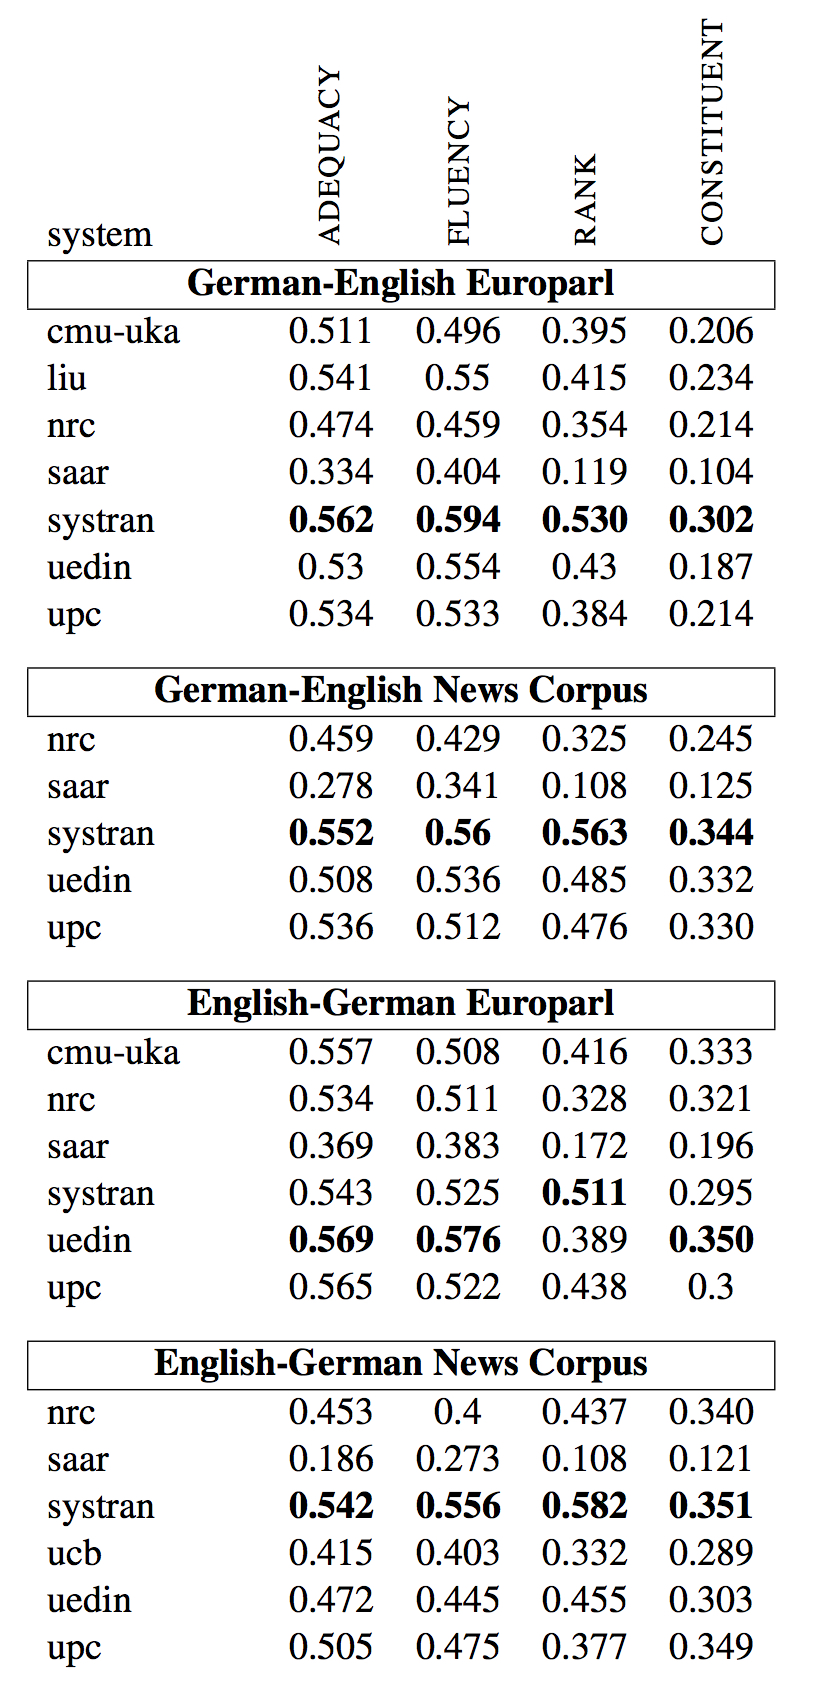 system ADEQUACY FLUENCY RANK CONSTITUENT
German-English Europarl
cmu-uka 0.511 0.496 0.395 0.206
liu 0.541 0.55 0.415 0.234
nrc 0.474 0.459 0.354 0.214
saar 0.334 0.404 0.119 0.104
systran 0.562 0.594 0.530 0.302
uedin 0.53 0.554 0.43 0.187
upc 0.534 0.533 0.384 0.214
German-English News Corpus
nrc 0.459 0.429 0.325 0.245
saar 0.278 0.341 0.108 0.125
systran 0.552 0.56 0.563 0.344
uedin 0.508 0.536 0.485 0.332
upc 0.536 0.512 0.476 0.330
English-German Europarl
cmu-uka 0.557 0.508 0.416 0.333
nrc 0.534 0.511 0.328 0.321
saar 0.369 0.383 0.172 0.196
systran 0.543 0.525 0.511 0.295
uedin 0.569 0.576 0.389 0.350
upc 0.565 0.522 0.438 0.3
English-German News Corpus
nrc 0.453 0.4 0.437 0.340
saar 0.186 0.273 0.108 0.121
systran 0.542 0.556 0.582 0.351
ucb 0.415 0.403 0.332 0.289
uedin 0.472 0.445 0.455 0.303
upc 0.505 0.475 0.377 0.349